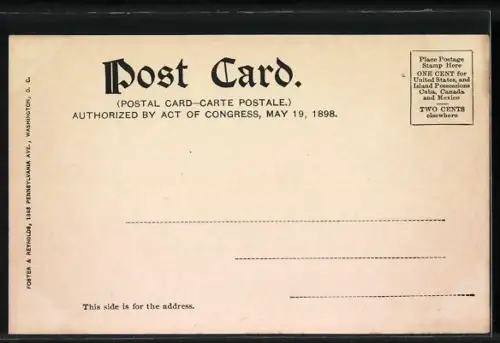 Post Card.
(POSTAL CARD—CARTE POSTALE.)
AUTHORIZED BY ACT OF CONGRESS, MAY 19, 1898.
Place Postage
Stamp Here
ONE CENT for
United States, and
Island Possessions
Cuba, Canada
and Mexico
TWO CENTS
elsewhere
FOSTER & REYNOLDS, PENNSYLVANIA AVE., WASHINGTON, D. C.
This side is for the address.